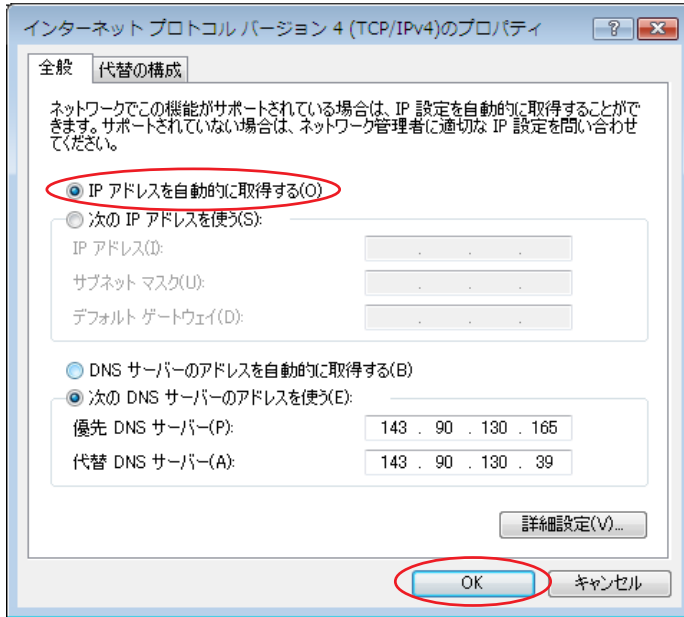 インターネット プロトコル バージョン 4 (TCP/IPv4)のプロパティ
全般 代替の構成
ネットワークでこの機能がサポートされている場合は、IP 設定を自動的に取得することがで
きます。サポートされていない場合は、ネットワーク管理者に適切な IP 設定を問い合わせ
てください。
IP アドレスを自動的に取得する(O)
次の IP アドレスを使う(S):
IP アドレス(I):
サブネット マスク(U):
デフォルト ゲートウェイ(D):
DNS サーバーのアドレスを自動的に取得する(B)
次の DNS サーバーのアドレスを使う(E):
優先 DNS サーバー(P): 143 . 90 . 130 . 165
代替 DNS サーバー(A): 143 . 90 . 130 . 39
詳細設定(V)...
OK キャンセル